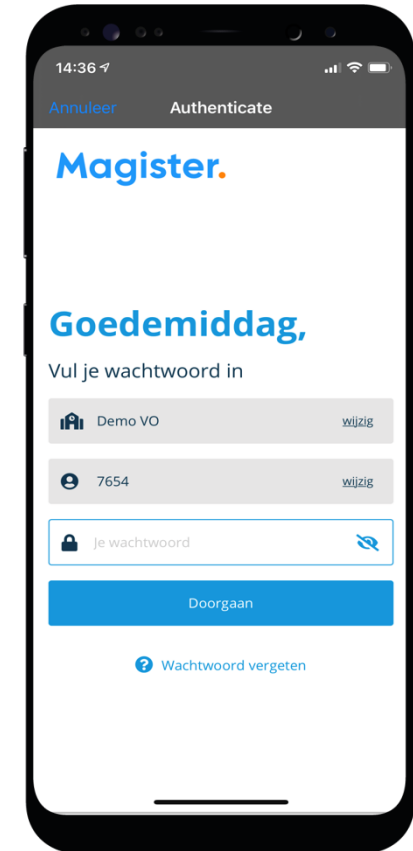 14:36
Annuleer Authenticate
Magister.
Goedemiddag,
Vul je wachtwoord in
Demo VO wijzig
7654 wijzig
Je wachtwoord
Doorgaan
? Wachtwoord vergeten